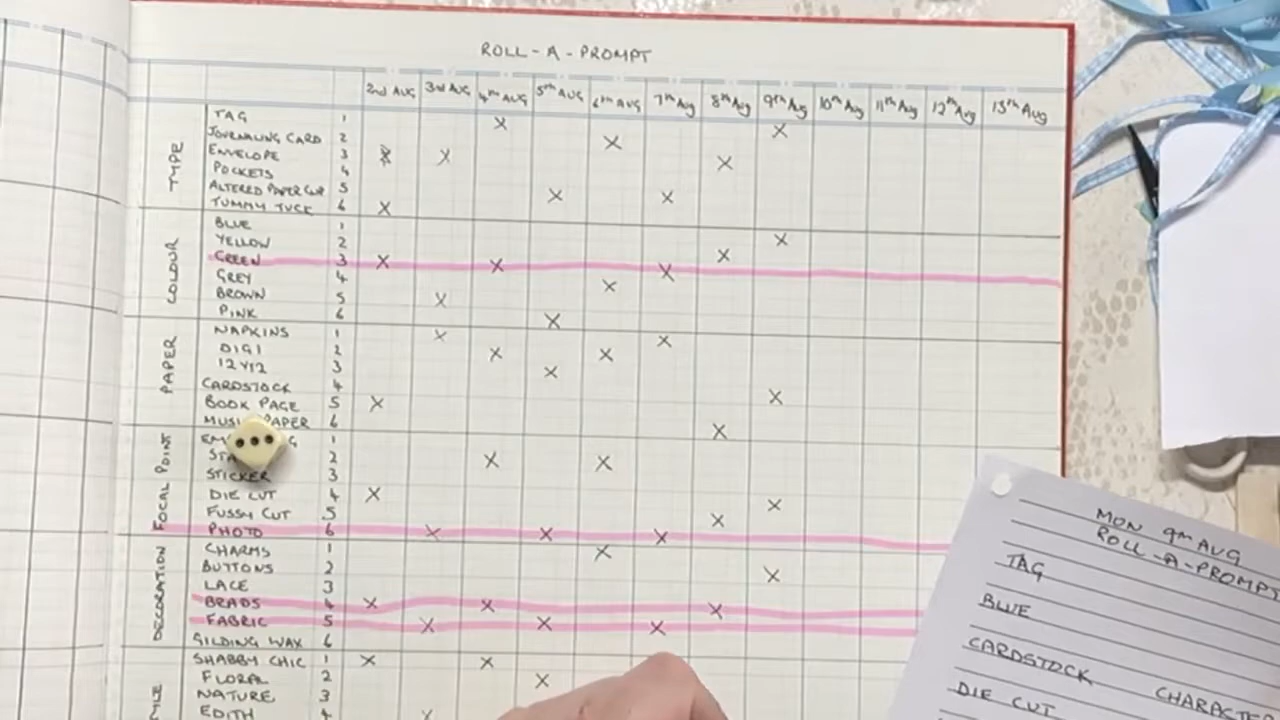 ROLL-A-PROMPT
2nd AUG 3rd AUG 4th AUG 5th AUG 6th AUG 7th Aug 8th Aug 9th Aug 10th Aug 11th Aug 12th Aug 13th Aug
TYPE
TAG 1
JOURNALING CARD 2
ENVELOPE 3
POCKETS 4
ALTERED PAPER CLIP 5
TUMMY TUCK 6
COLOUR
BLUE 1
YELLOW 2
GREEN 3
GREY 4
BROWN 5
PINK 6
PAPER
NAPKINS 1
DIGI 2
12x12 3
CARDSTOCK 4
BOOK PAGE 5
MUSIC PAPER 6
FOCAL POINT
1
2
STICKER 3
DIE CUT 4
FUSSY CUT 5
PHOTO 6
DECORATION
CHARMS 1
BUTTONS 2
LACE 3
BRADS 4
FABRIC 5
GILDING WAX 6
SHABBY CHIC 1
FLORAL 2
NATURE 3
EDITH 4
MON 9th AUG
ROLL-A-PROMPT
TAG
BLUE
CARDSTOCK
DIE CUT